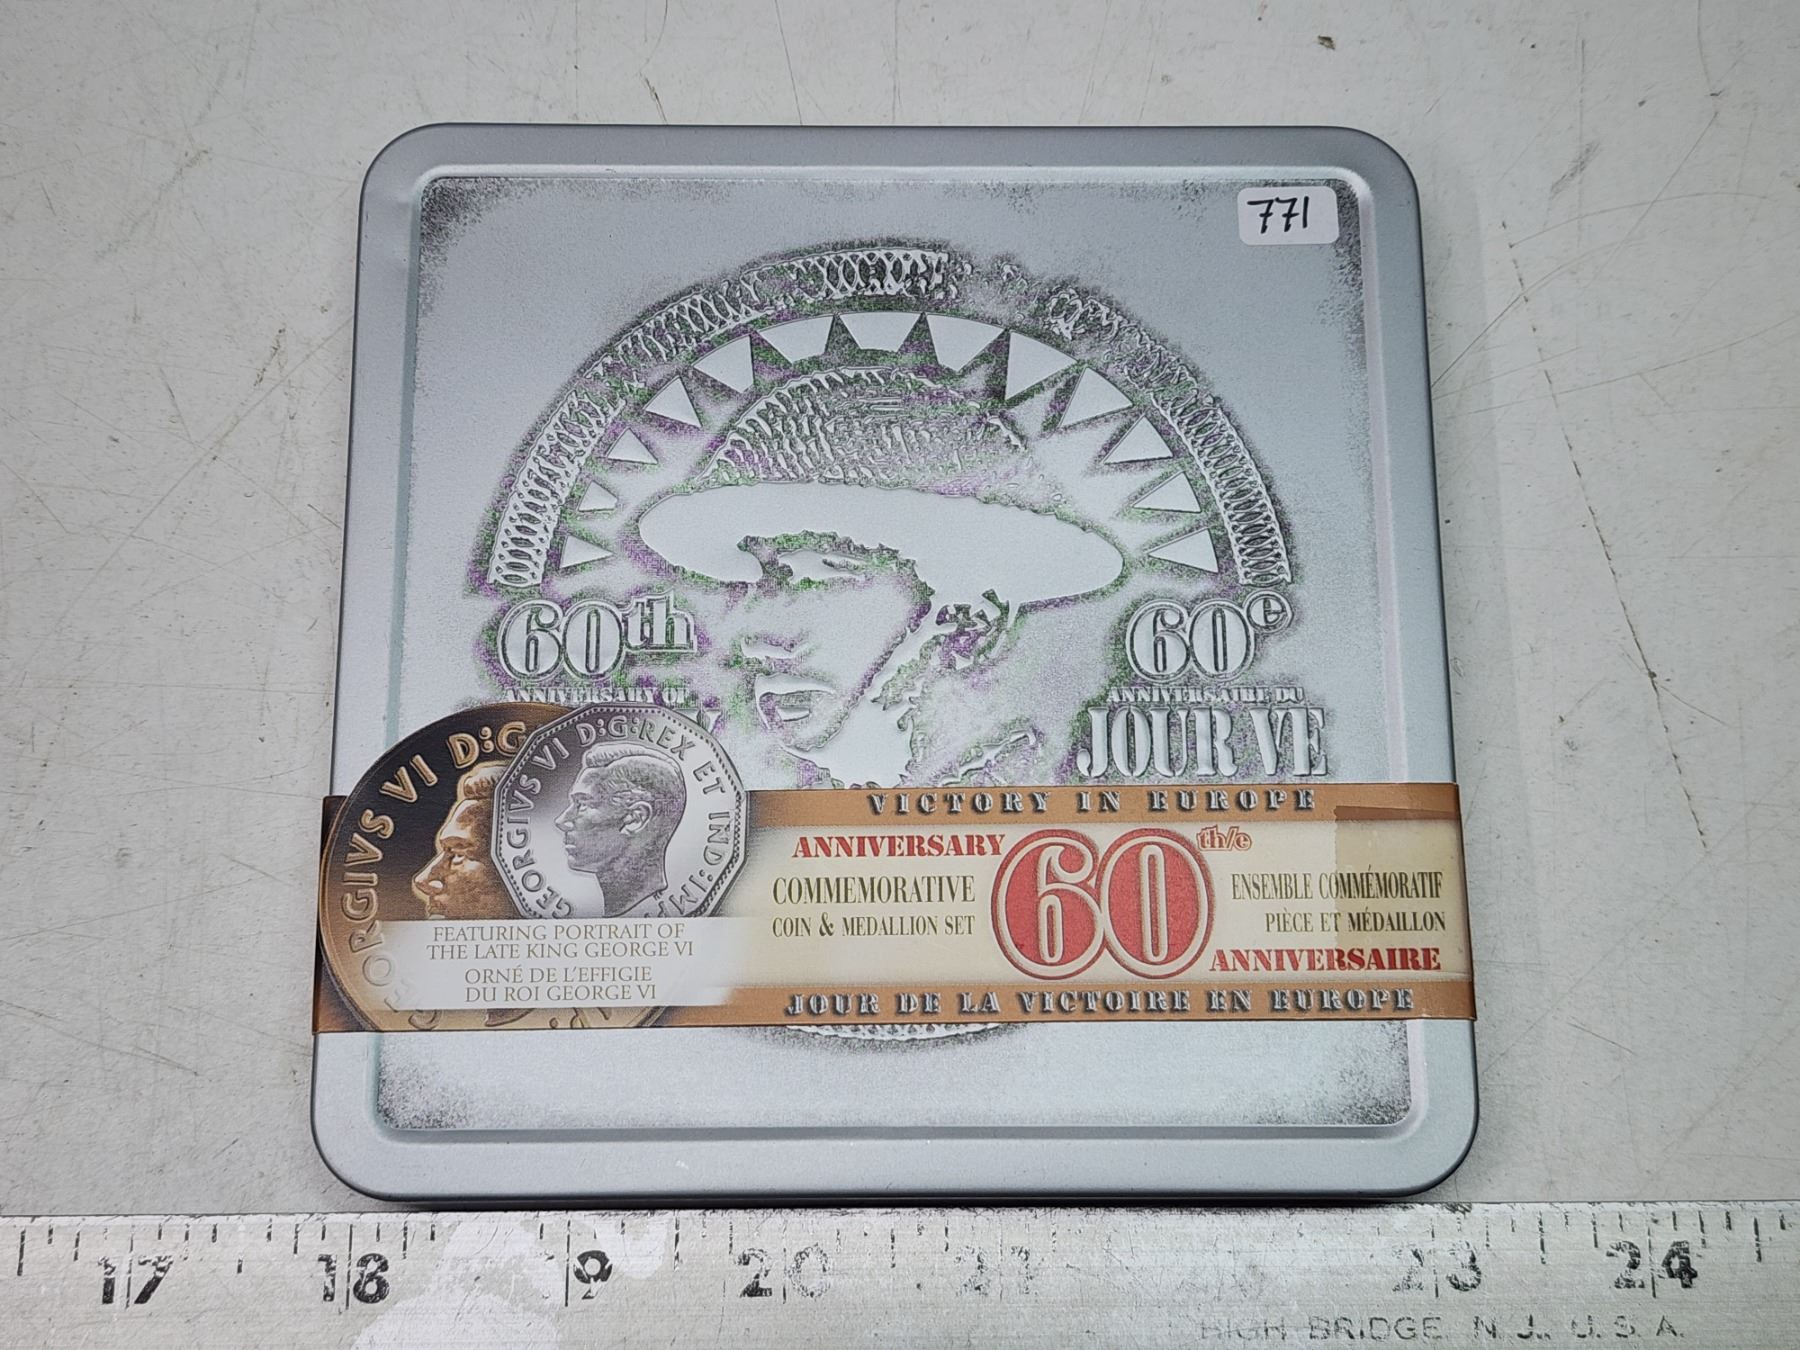 771
60th
ANNIVERSARY OF
60e
ANNIVERSAIRE DU
JOUR VE
GEORGIVS VI D:G
GEORGIVS VI D:G:REX ET IND:IMP
FEATURING PORTRAIT OF
THE LATE KING GEORGE VI
ORNÉ DE L'EFFIGIE
DU ROI GEORGE VI
VICTORY IN EUROPE
ANNIVERSARY
COMMEMORATIVE
COIN & MEDALLION SET
60th/e
ENSEMBLE COMMÉMORATIF
PIÈCE ET MÉDAILLON
ANNIVERSAIRE
JOUR DE LA VICTOIRE EN EUROPE
17 18 19 20 21 23 24
HIGH BRIDGE N.J., U.S.A.